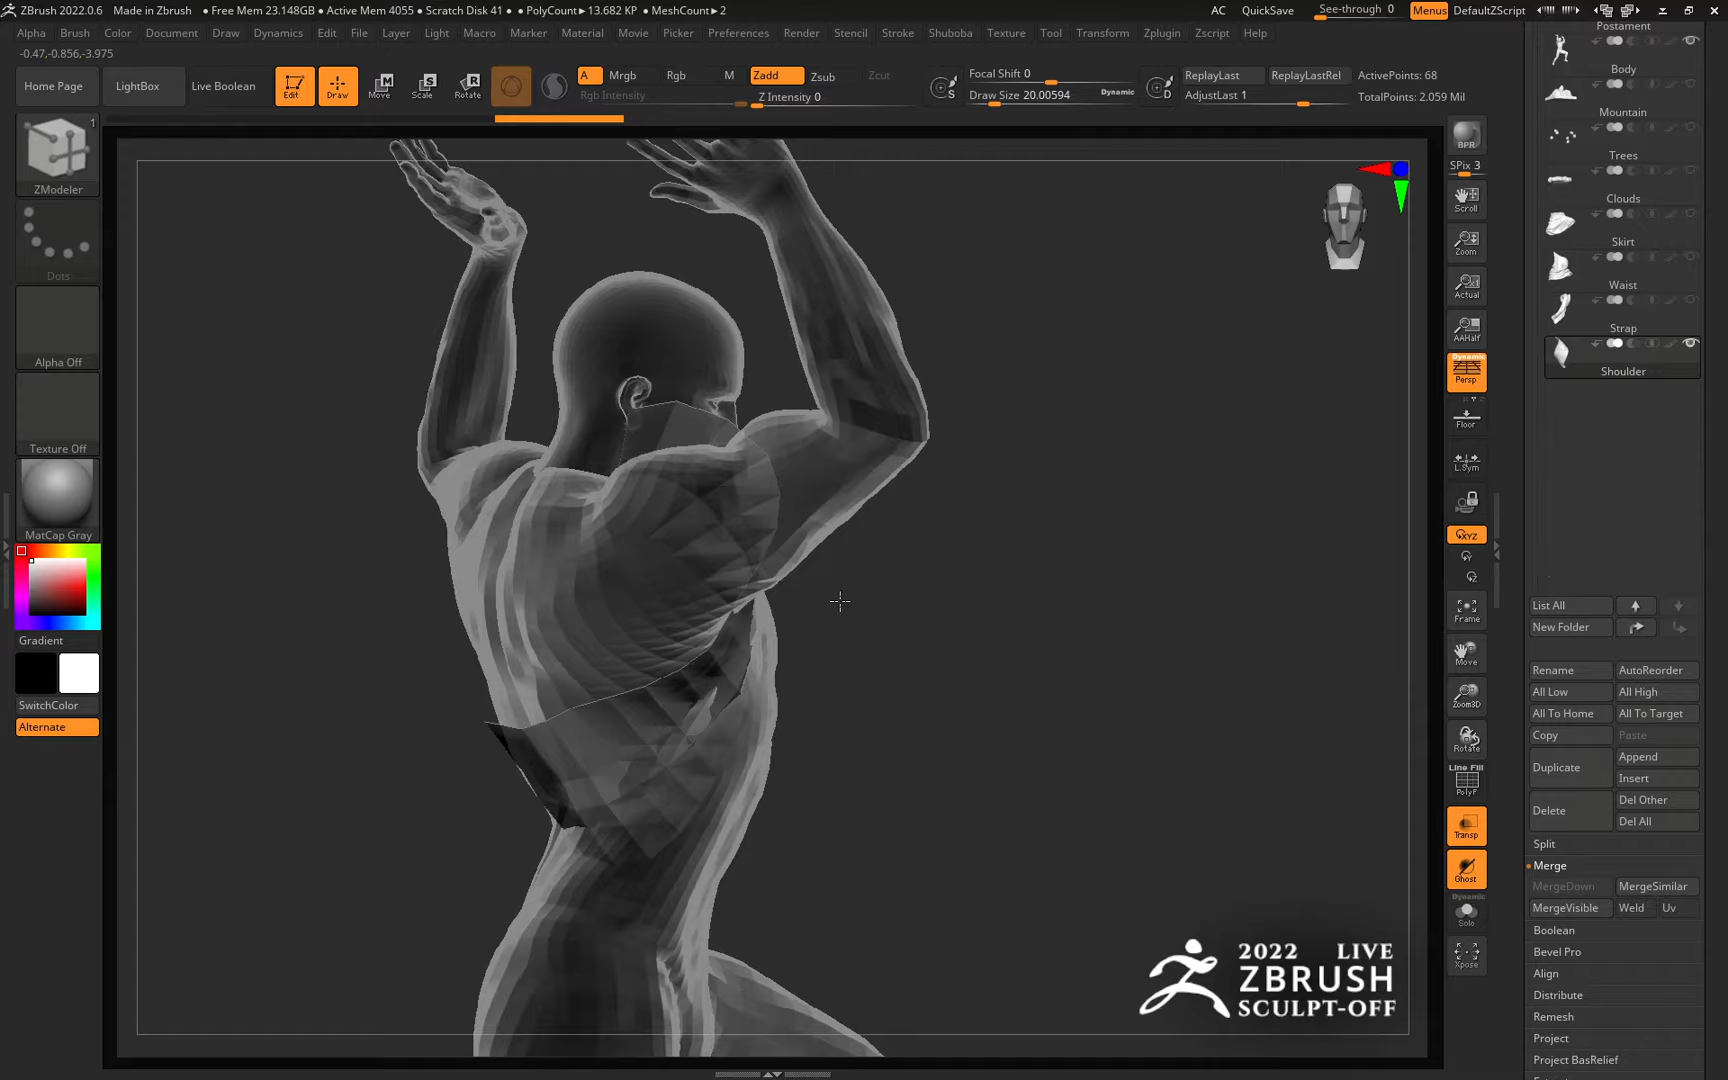 ZBrush 2022.0.6 Made in Zbrush • Free Mem 23.148GB • Active Mem 4055 • Scratch Disk 41 • PolyCount► 13.682 KP • MeshCount► 2 AC QuickSave See-through 0 Menus DefaultZScript
Alpha Brush Color Document Draw Dynamics Edit File Layer Light Macro Marker Material Movie Picker Preferences Render Stencil Stroke Shuboba Texture Tool Transform Zplugin Zscript Help
-0.47,-0.856,-3.975
Home Page LightBox Live Boolean Edit Draw Move Scale Rotate
A Mrgb Rgb M Zadd Zsub Zcut
Rgb Intensity Z Intensity 0
S Focal Shift 0
Draw Size 20.00594 Dynamic
D ReplayLast ReplayLastRel ActivePoints: 68
AdjustLast 1 TotalPoints: 2.059 Mil
1
ZModeler
Dots
Alpha Off
Texture Off
MatCap Gray
Gradient
SwitchColor
Alternate
BPR
SPix 3
Scroll
Zoom
Actual
AAHalf
Dynamic
Persp
Floor
L.Sym
XYZ
Y
Z
Frame
Move
Zoom3D
Rotate
Line Fill
PolyF
Transp
Ghost
Dynamic
Solo
Xpose
Postament
Body
Mountain
Trees
Clouds
Skirt
Waist
Strap
Shoulder
List All
New Folder
Rename AutoReorder
All Low All High
All To Home All To Target
Copy Paste
Duplicate Append
Insert
Delete Del Other
Del All
Split
Merge
MergeDown MergeSimilar
MergeVisible Weld Uv
Boolean
Bevel Pro
Align
Distribute
Remesh
Project
Project BasRelief
2022 LIVE
ZBRUSH
SCULPT-OFF